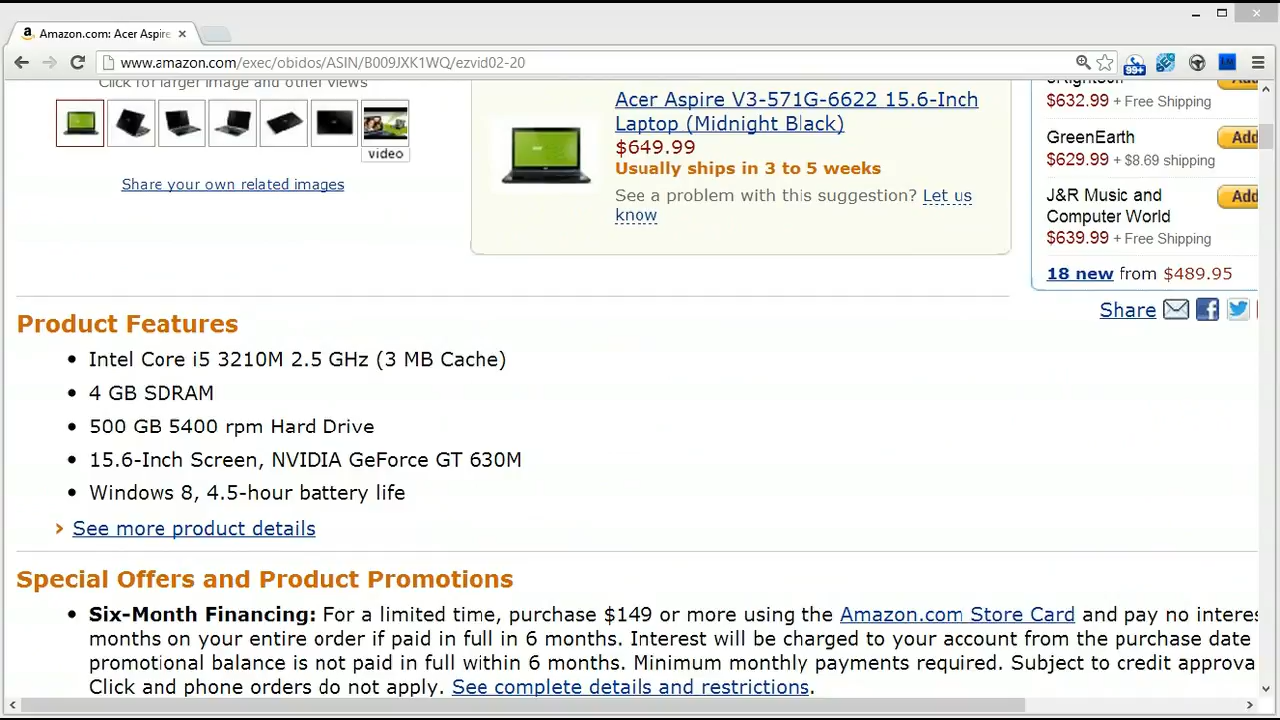 Amazon.com: Acer Aspire
www.amazon.com/exec/obidos/ASIN/B009JXK1WQ/ezvid02-20
99+
Click for larger image and other views
video
Share your own related images
Acer Aspire V3-571G-6622 15.6-Inch
Laptop (Midnight Black)
$649.99
Usually ships in 3 to 5 weeks
See a problem with this suggestion? Let us
know
$632.99 + Free Shipping
GreenEarth
Add
$629.99 + $8.69 shipping
J&R Music and
Computer World
Add
$639.99 + Free Shipping
18 new from $489.95
Share
Product Features
• Intel Core i5 3210M 2.5 GHz (3 MB Cache)
• 4 GB SDRAM
• 500 GB 5400 rpm Hard Drive
• 15.6-Inch Screen, NVIDIA GeForce GT 630M
• Windows 8, 4.5-hour battery life
› See more product details
Special Offers and Product Promotions
• Six-Month Financing: For a limited time, purchase $149 or more using the Amazon.com Store Card and pay no interes
months on your entire order if paid in full in 6 months. Interest will be charged to your account from the purchase date
promotional balance is not paid in full within 6 months. Minimum monthly payments required. Subject to credit approva
Click and phone orders do not apply. See complete details and restrictions.